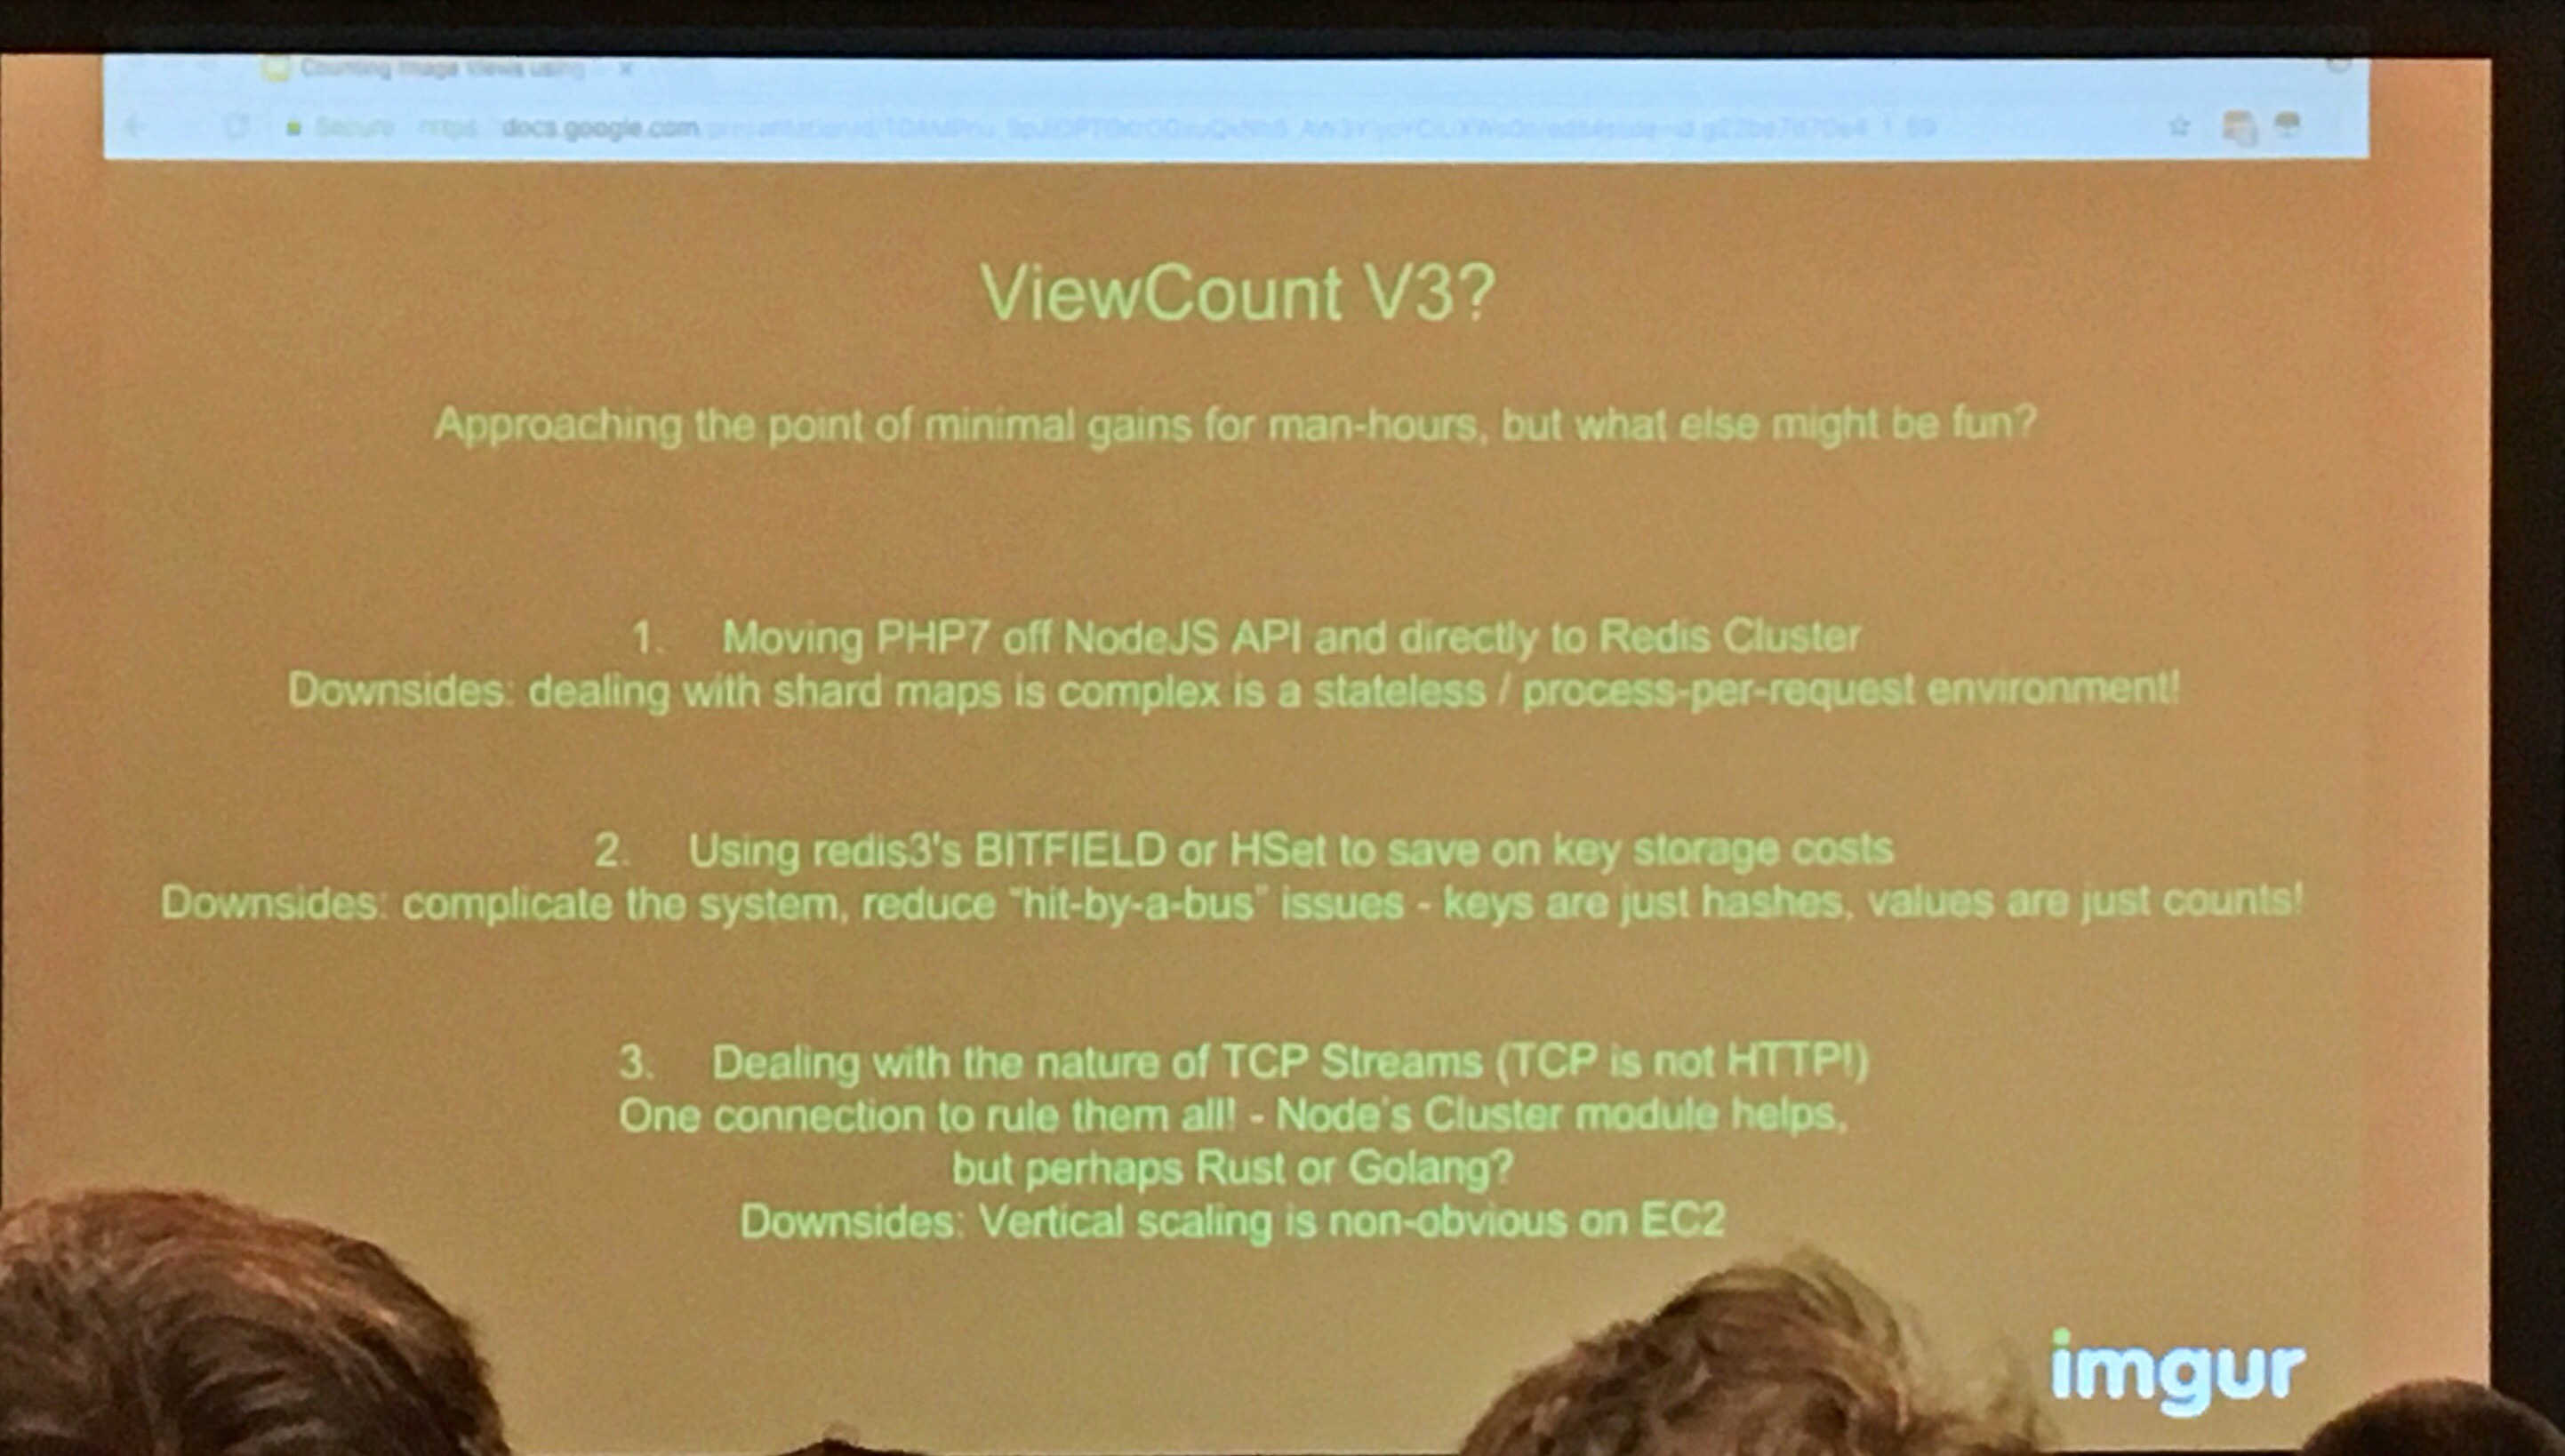 Counting Image Views using
Secure https docs.google.com
ViewCount V3?
Approaching the point of minimal gains for man-hours, but what else might be fun?
1. Moving PHP7 off NodeJS API and directly to Redis Cluster
Downsides: dealing with shard maps is complex is a stateless / process-per-request environment!
2. Using redis3's BITFIELD or HSet to save on key storage costs
Downsides: complicate the system, reduce “hit-by-a-bus” issues - keys are just hashes, values are just counts!
3. Dealing with the nature of TCP Streams (TCP is not HTTP!)
One connection to rule them all! - Node's Cluster module helps,
but perhaps Rust or Golang?
Downsides: Vertical scaling is non-obvious on EC2
imgur